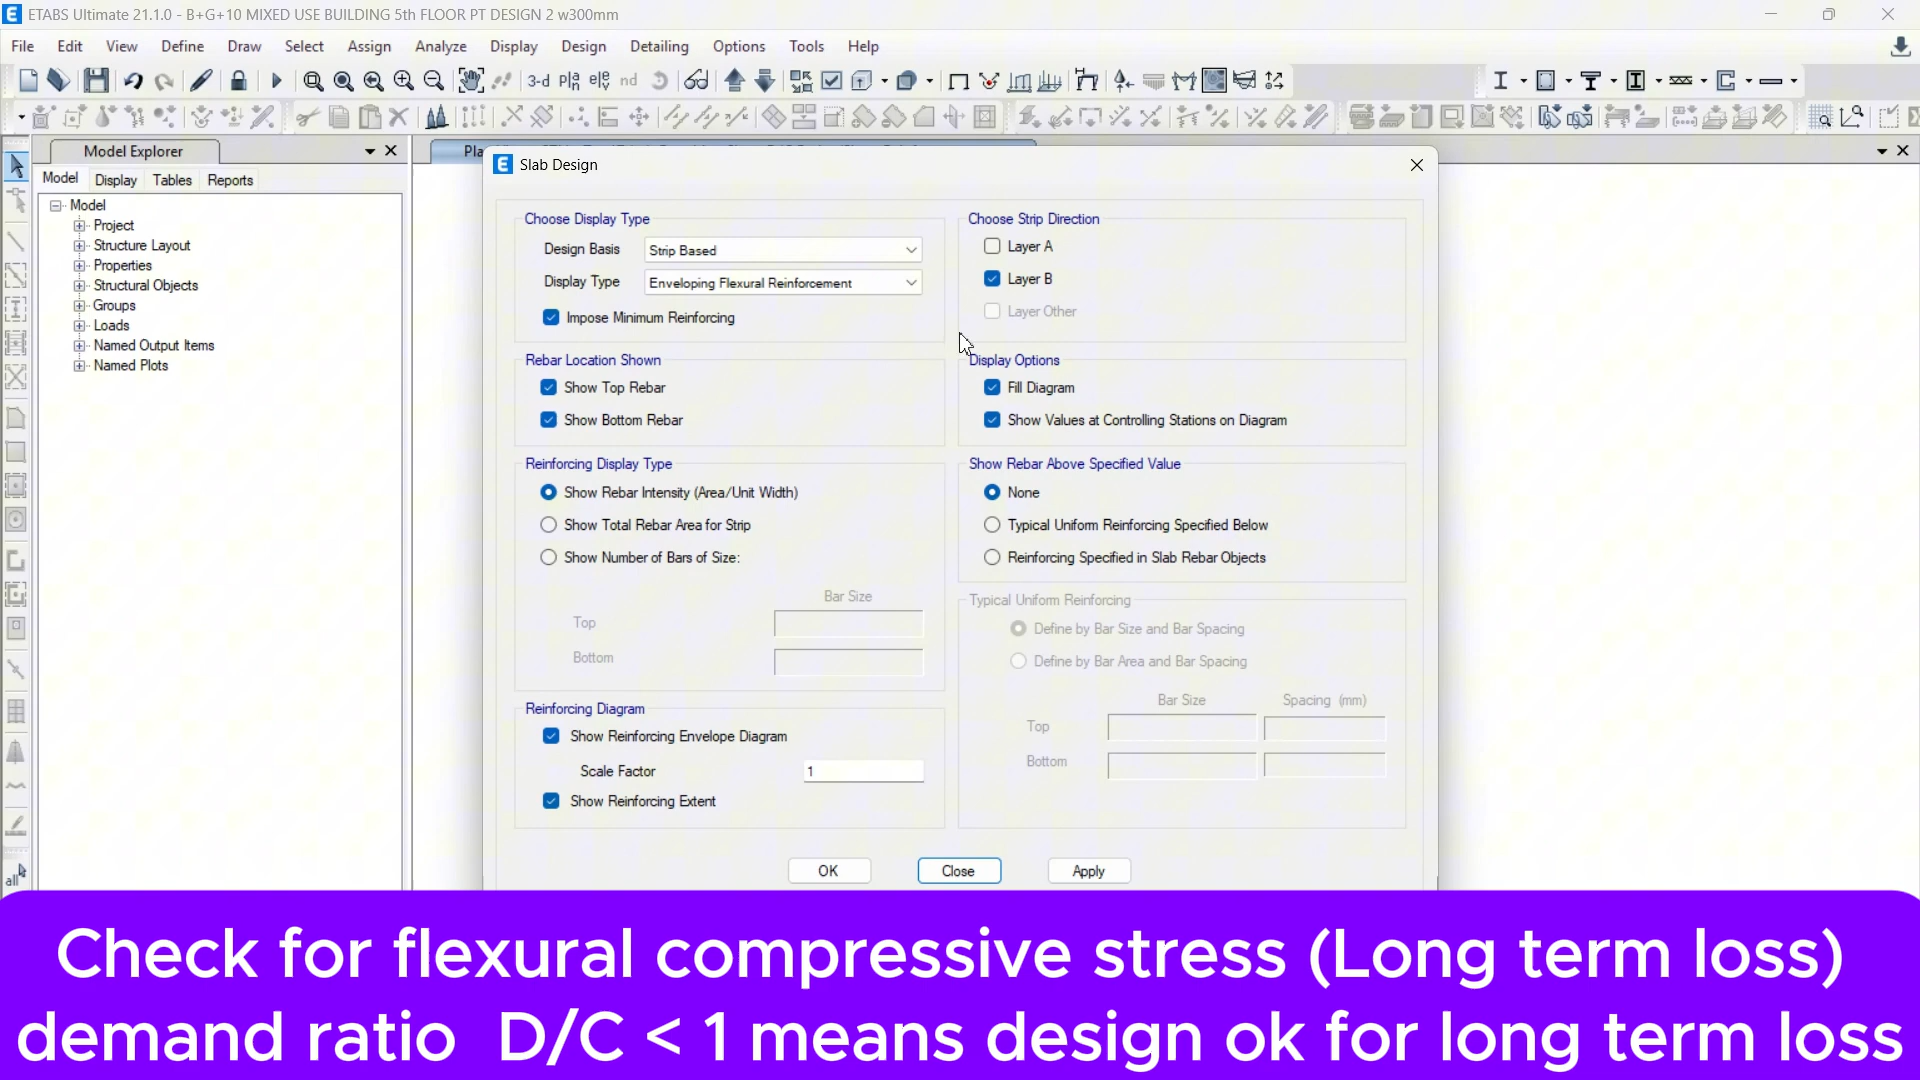 ETABS Ultimate 21.1.0 - B+G+10 MIXED USE BUILDING 5th FLOOR PT DESIGN 2 w300mm
File Edit View Define Draw Select Assign Analyze Display Design Detailing Options Tools Help
3-d nd
Model Explorer
Model Display Tables Reports
Model
Project
Structure Layout
Properties
Structural Objects
Groups
Loads
Named Output Items
Named Plots
all
Slab Design
Choose Display Type
Design Basis Strip Based
Display Type Enveloping Flexural Reinforcement
Impose Minimum Reinforcing
Choose Strip Direction
Layer A
Layer B
Layer Other
Rebar Location Shown
Show Top Rebar
Show Bottom Rebar
Display Options
Fill Diagram
Show Values at Controlling Stations on Diagram
Reinforcing Display Type
Show Rebar Intensity (Area/Unit Width)
Show Total Rebar Area for Strip
Show Number of Bars of Size:
Bar Size
Top
Bottom
Show Rebar Above Specified Value
None
Typical Uniform Reinforcing Specified Below
Reinforcing Specified in Slab Rebar Objects
Typical Uniform Reinforcing
Define by Bar Size and Bar Spacing
Define by Bar Area and Bar Spacing
Bar Size Spacing (mm)
Top
Bottom
Reinforcing Diagram
Show Reinforcing Envelope Diagram
Scale Factor 1
Show Reinforcing Extent
OK Close Apply
Check for flexural compressive stress (Long term loss)
demand ratio D/C < 1 means design ok for long term loss